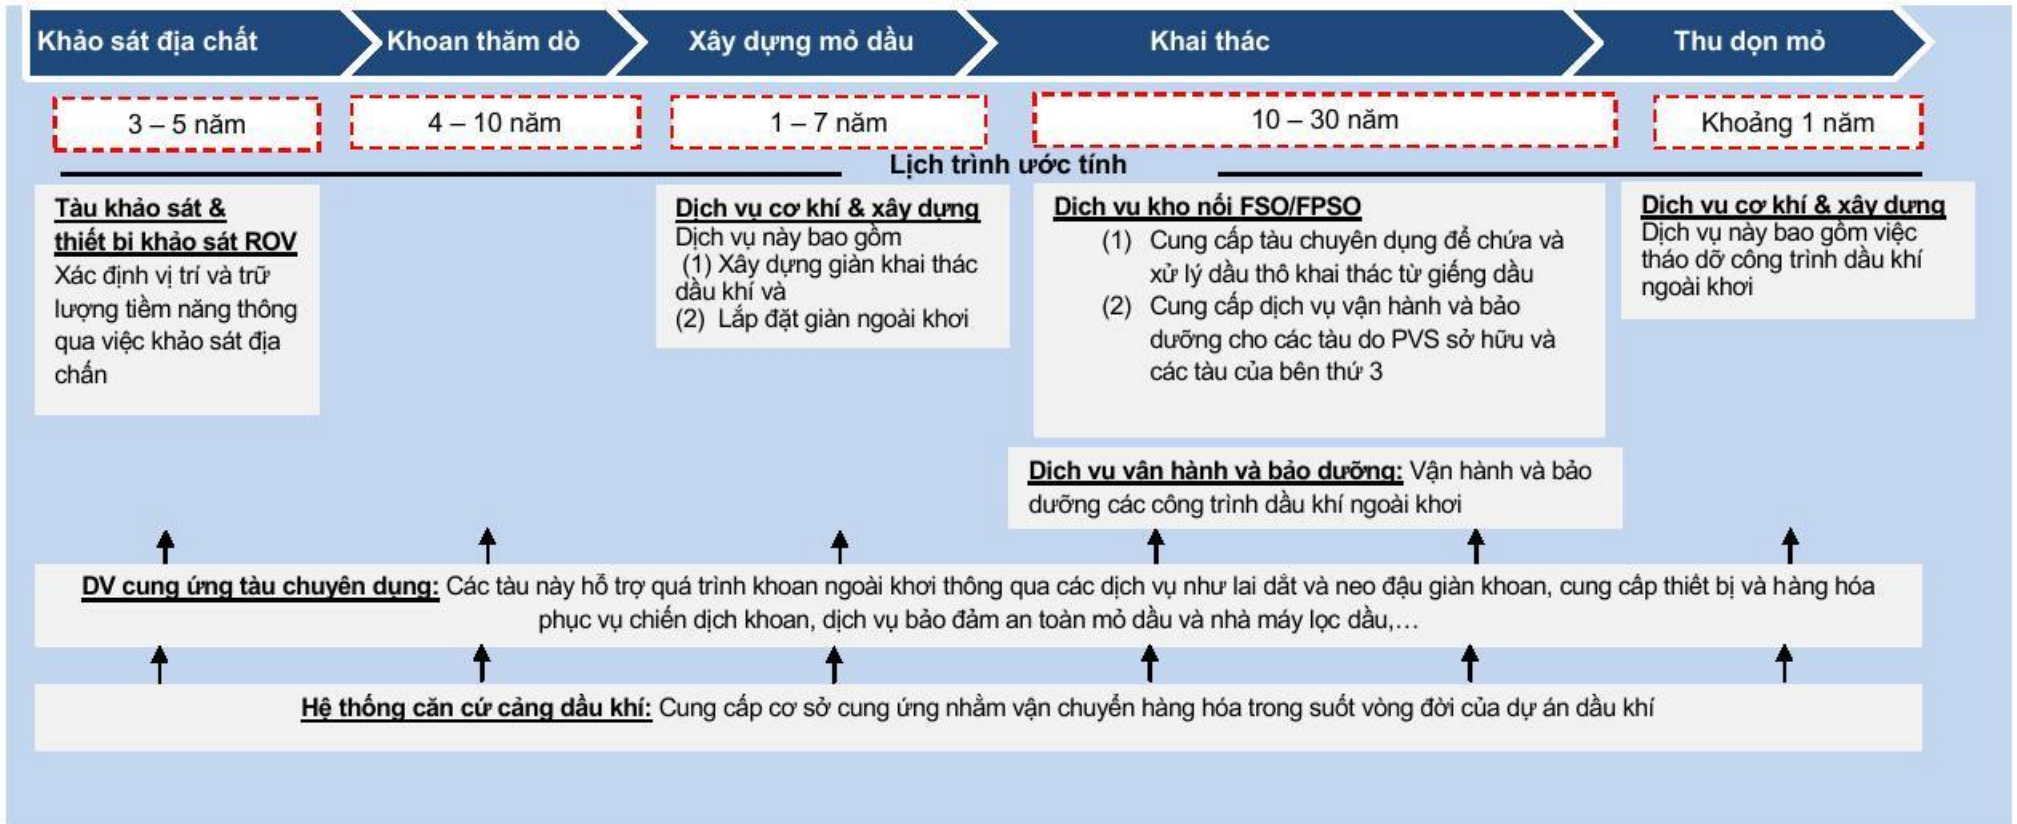 Khảo sát địa chất
Khoan thăm dò
Xây dựng mỏ dầu
Khai thác
Thu dọn mỏ
3 – 5 năm
4 – 10 năm
1 – 7 năm
10 – 30 năm
Khoảng 1 năm
Lịch trình ước tính
Tàu khảo sát &
thiết bị khảo sát ROV
Xác định vị trí và trữ
lượng tiềm năng thông
qua việc khảo sát địa
chấn
Dịch vụ cơ khí & xây dựng
Dịch vụ này bao gồm
(1) Xây dựng giàn khai thác
dầu khí và
(2) Lắp đặt giàn ngoài khơi
Dịch vụ kho nổi FSO/FPSO
(1) Cung cấp tàu chuyên dụng để chứa và
xử lý dầu thô khai thác từ giếng dầu
(2) Cung cấp dịch vụ vận hành và bảo
dưỡng cho các tàu do PVS sở hữu và
các tàu của bên thứ 3
Dịch vụ cơ khí & xây dựng
Dịch vụ này bao gồm việc
tháo dỡ công trình dầu khí
ngoài khơi
Dịch vụ vận hành và bảo dưỡng: Vận hành và bảo
dưỡng các công trình dầu khí ngoài khơi
DV cung ứng tàu chuyên dụng: Các tàu này hỗ trợ quá trình khoan ngoài khơi thông qua các dịch vụ như lai dắt và neo đậu giàn khoan, cung cấp thiết bị và hàng hóa
phục vụ chiến dịch khoan, dịch vụ bảo đảm an toàn mỏ dầu và nhà máy lọc dầu,...
Hệ thống căn cứ cảng dầu khí: Cung cấp cơ sở cung ứng nhằm vận chuyển hàng hóa trong suốt vòng đời của dự án dầu khí